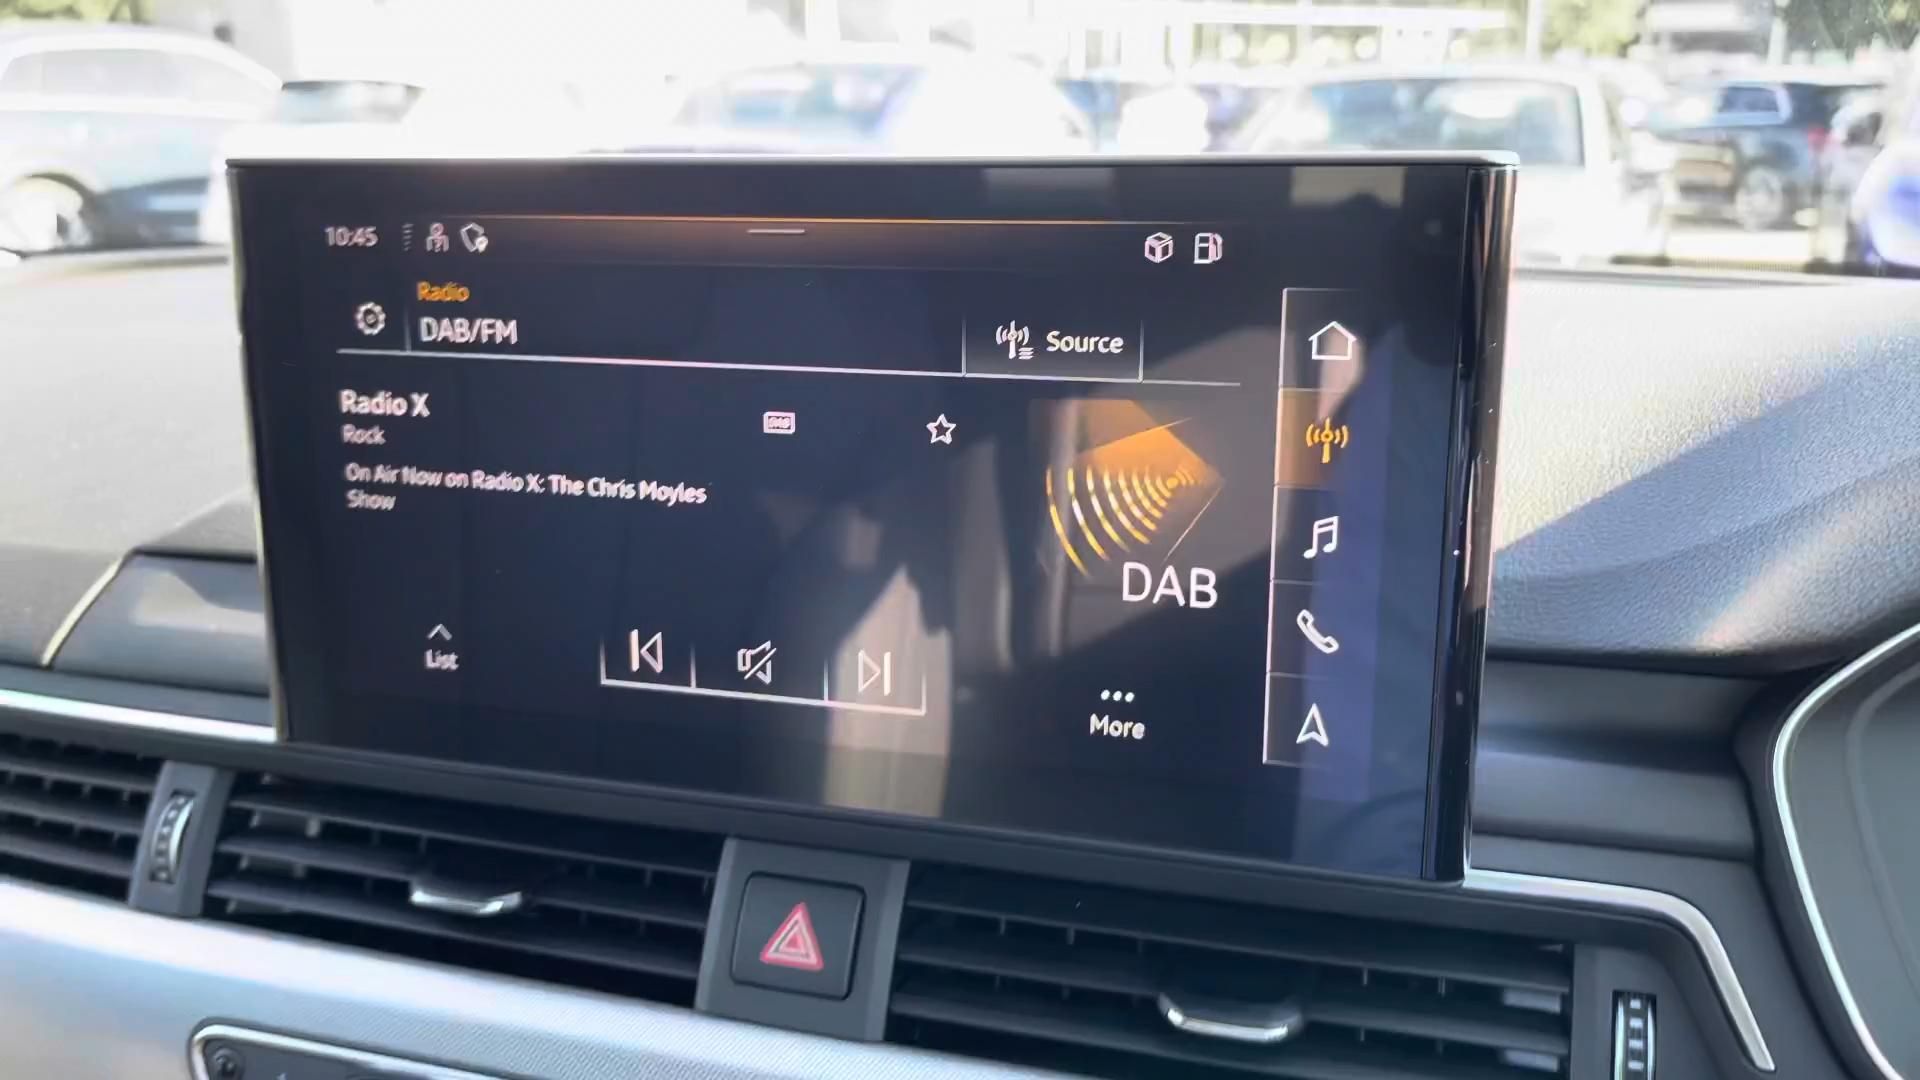 10:45
Radio
DAB/FM
Source
Radio X
Rock
DAB
On Air Now on Radio X: The Chris Moyles
Show
DAB
List
More